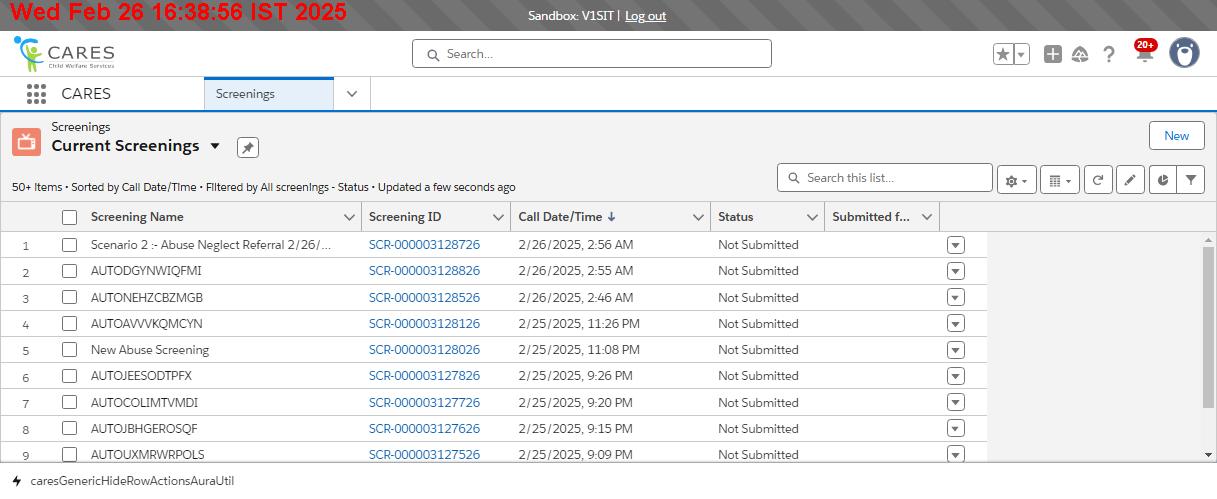 Wed Feb 26 16:38:56 IST 2025
Sandbox: V1SIT | Log out
CARES
Child Welfare Services
Search...
20+
CARES
Screenings
Screenings
Current Screenings
New
50+ items • Sorted by Call Date/Time • Filtered by All screenings - Status • Updated a few seconds ago
Search this list...
Screening Name Screening ID Call Date/Time ↓ Status Submitted f...
1 Scenario 2 :- Abuse Neglect Referral 2/26/... SCR-000003128726 2/26/2025, 2:56 AM Not Submitted
2 AUTODGYNWIQFMI SCR-000003128826 2/26/2025, 2:55 AM Not Submitted
3 AUTONEHZCBZMGB SCR-000003128526 2/26/2025, 2:46 AM Not Submitted
4 AUTOAVVVKQMCYN SCR-000003128126 2/25/2025, 11:26 PM Not Submitted
5 New Abuse Screening SCR-000003128026 2/25/2025, 11:08 PM Not Submitted
6 AUTOJEESODTPFX SCR-000003127826 2/25/2025, 9:26 PM Not Submitted
7 AUTOCOLIMTVMDI SCR-000003127726 2/25/2025, 9:20 PM Not Submitted
8 AUTOJBHGEROSQF SCR-000003127626 2/25/2025, 9:15 PM Not Submitted
9 AUTOUXMRWRPOLS SCR-000003127526 2/25/2025, 9:09 PM Not Submitted
caresGenericHideRowActionsAuraUtil